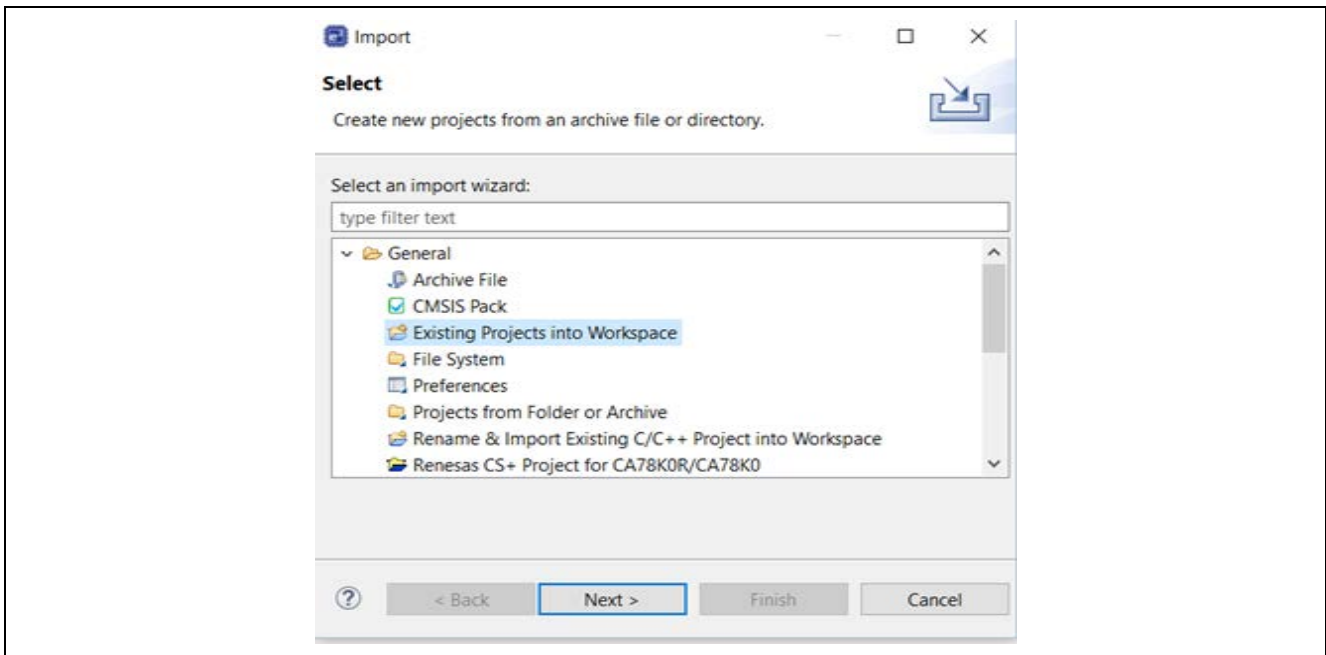 Import
Select
Create new projects from an archive file or directory.
Select an import wizard:
type filter text
General
Archive File
CMSIS Pack
Existing Projects into Workspace
File System
Preferences
Projects from Folder or Archive
Rename & Import Existing C/C++ Project into Workspace
Renesas CS+ Project for CA78K0R/CA78K0
? < Back Next > Finish Cancel